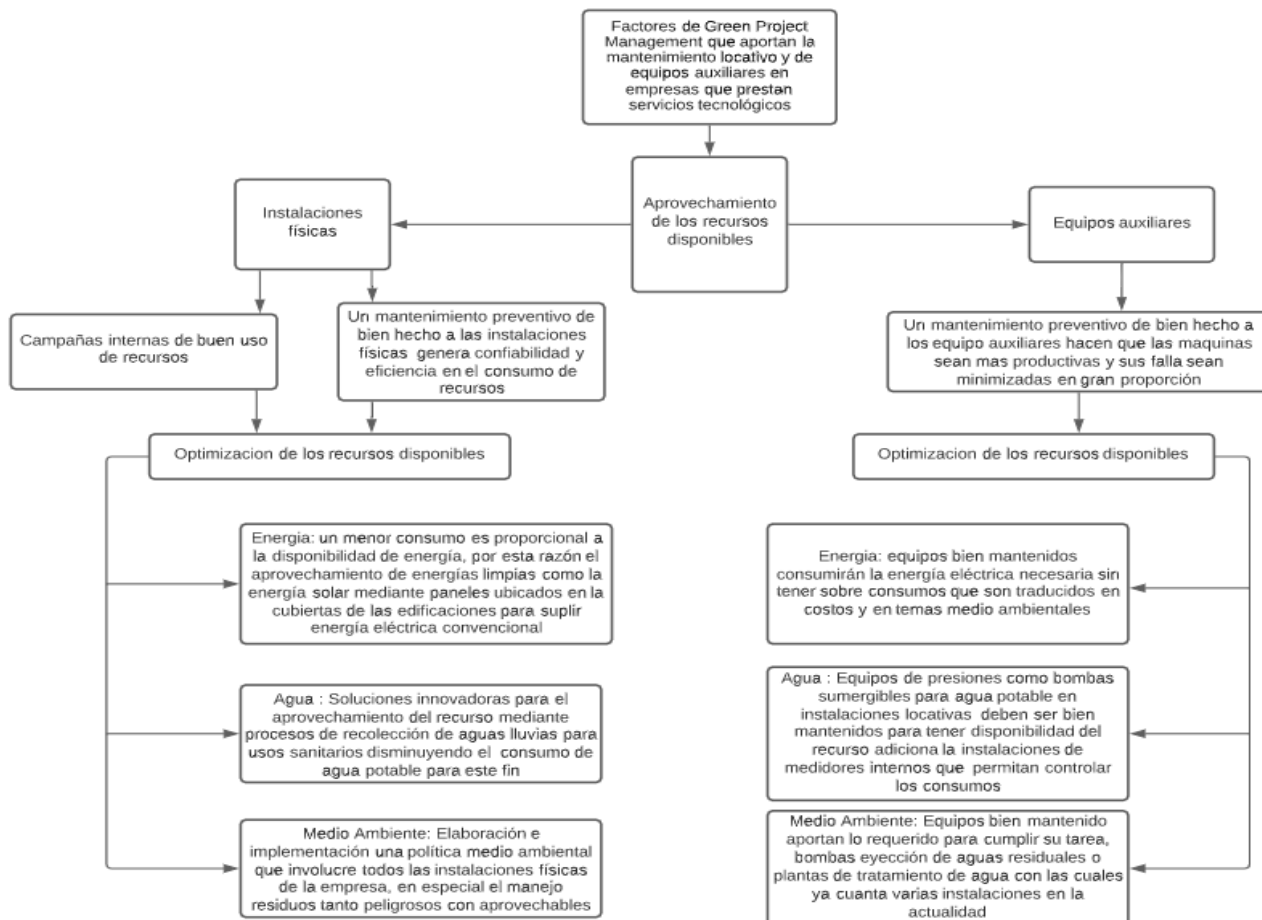 Factores de Green Project
Management que aportan la
mantenimiento locativo y de
equipos auxiliares en
empresas que prestan
servicios tecnológicos
Aprovechamiento
de los recursos
disponibles
Instalaciones
físicas
Equipos auxiliares
Campañas internas de buen uso
de recursos
Un mantenimiento preventivo de
bien hecho a las instalaciones
físicas genera confiabilidad y
eficiencia en el consumo de
recursos
Un mantenimiento preventivo de bien hecho a
los equipo auxiliares hacen que las maquinas
sean mas productivas y sus falla sean
minimizadas en gran proporción
Optimizacion de los recursos disponibles
Optimizacion de los recursos disponibles
Energia: un menor consumo es proporcional a
la disponibilidad de energía, por esta razón el
aprovechamiento de energías limpias como la
energía solar mediante paneles ubicados en la
cubiertas de las edificaciones para suplir
energía eléctrica convencional
Agua : Soluciones innovadoras para el
aprovechamiento del recurso mediante
procesos de recolección de aguas lluvias para
usos sanitarios disminuyendo el consumo de
agua potable para este fin
Medio Ambiente: Elaboración e
implementación una política medio ambiental
que involucre todos las instalaciones físicas
de la empresa, en especial el manejo
residuos tanto peligrosos con aprovechables
Energia: equipos bien mantenidos
consumirán la energía eléctrica necesaria sin
tener sobre consumos que son traducidos en
costos y en temas medio ambientales
Agua : Equipos de presiones como bombas
sumergibles para agua potable en
instalaciones locativas deben ser bien
mantenidos para tener disponibilidad del
recurso adiciona la instalaciones de
medidores internos que permitan controlar
los consumos
Medio Ambiente: Equipos bien mantenido
aportan lo requerido para cumplir su tarea,
bombas eyección de aguas residuales o
plantas de tratamiento de agua con las cuales
ya cuanta varias instalaciones en la
actualidad